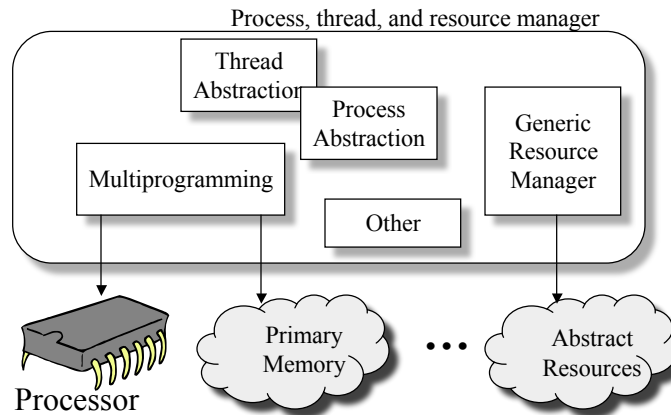 Process, thread, and resource manager
Thread
Abstraction
Process
Abstraction
Generic
Resource
Manager
Multiprogramming
Other
Processor
Primary
Memory
•••
Abstract
Resources